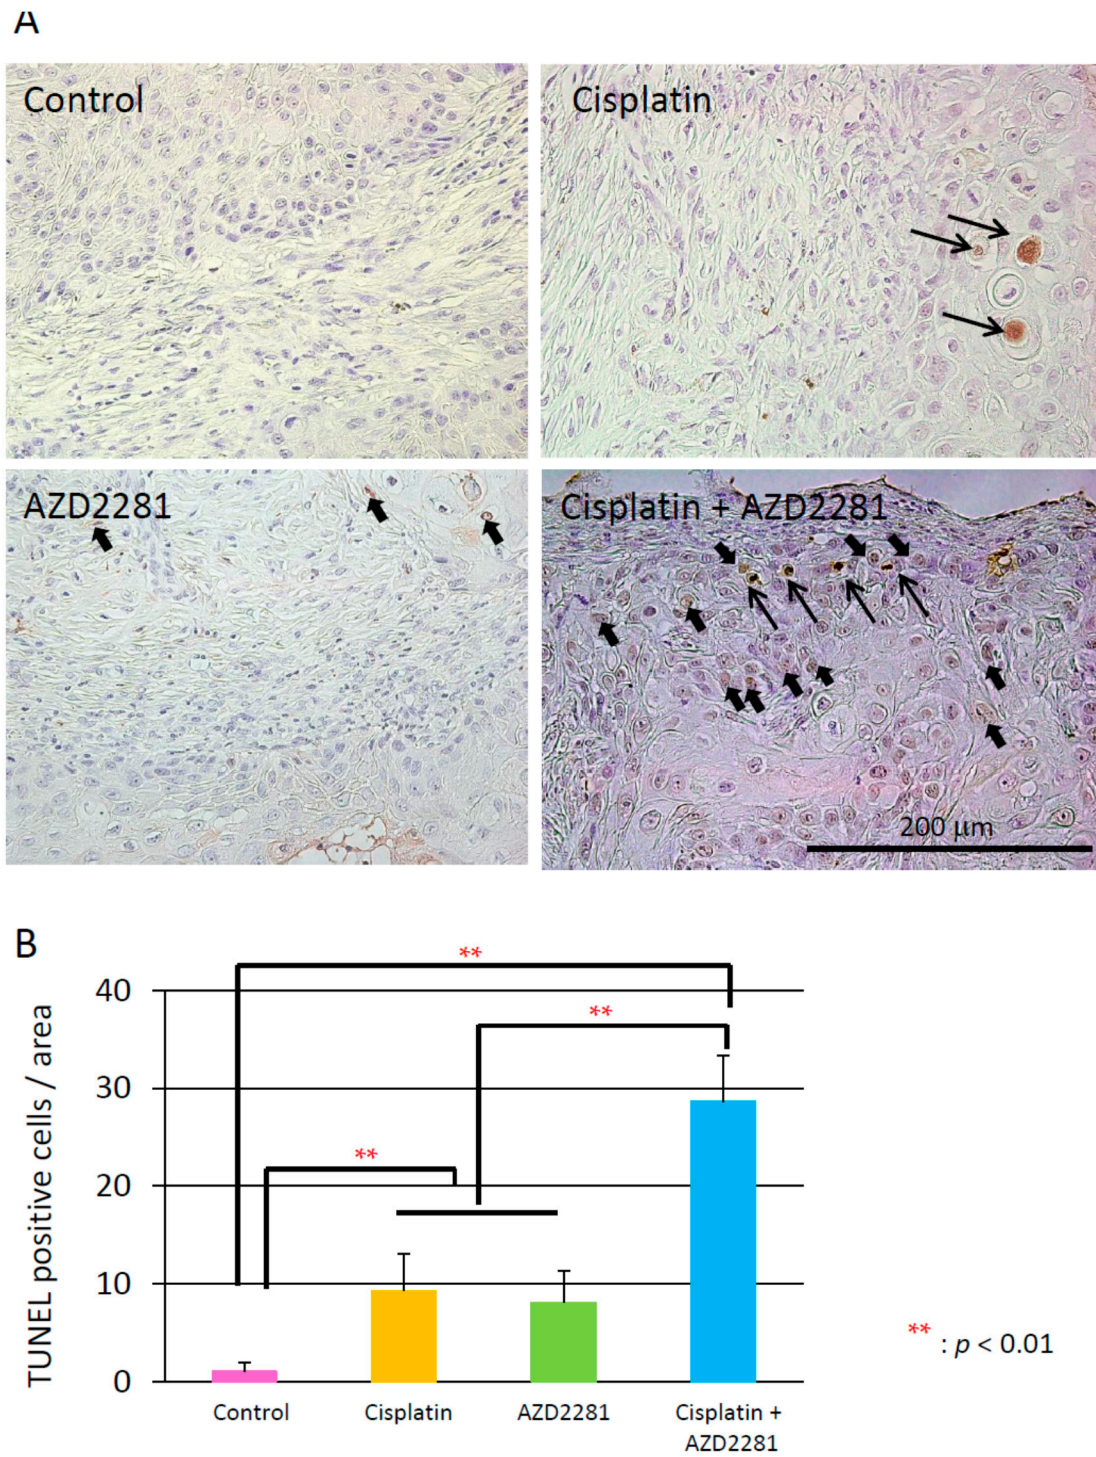 A
Control
Cisplatin
AZD2281
Cisplatin + AZD2281
200 μm
B
**
40
**
30
**
20
10
0
TUNEL positive cells / area
** : p < 0.01
Control
Cisplatin
AZD2281
Cisplatin +
AZD2281